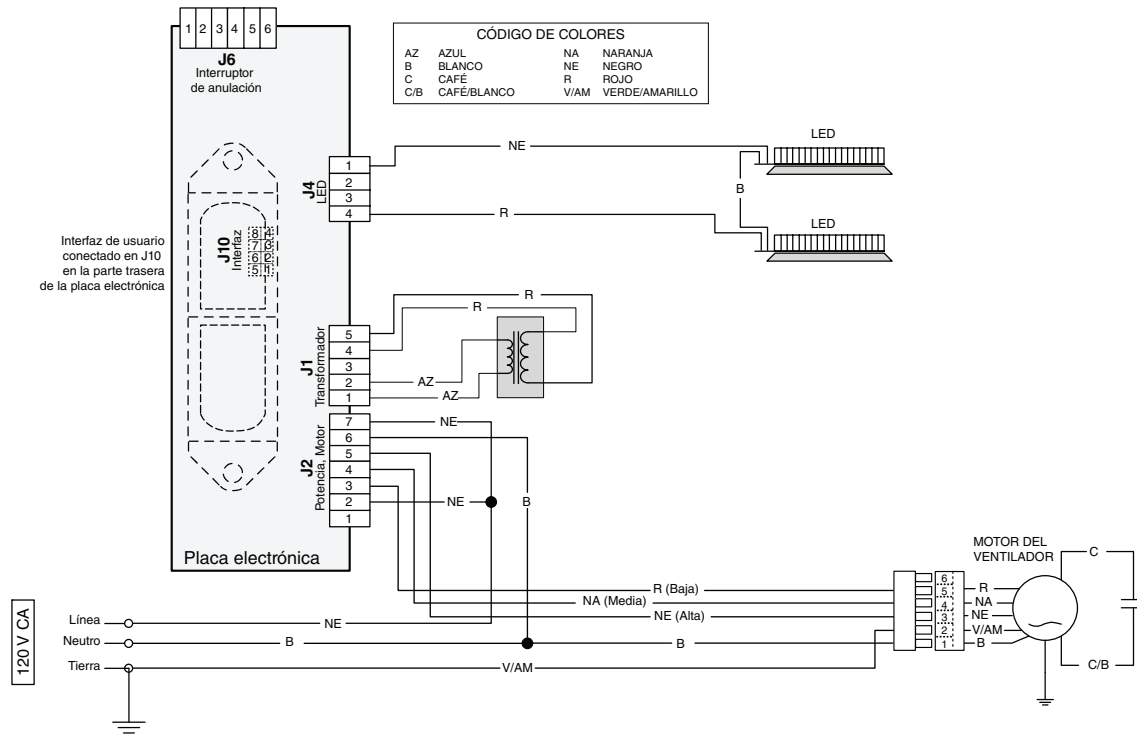 1 2 3 4 5 6
J6
Interruptor
de anulación
CÓDIGO DE COLORES
AZ AZUL NA NARANJA
B BLANCO NE NEGRO
C CAFÉ R ROJO
C/B CAFÉ/BLANCO V/AM VERDE/AMARILLO
LED
NE
1
2
3
4
J4
LED
B
R
LED
Interfaz de usuario
conectado en J10
en la parte trasera
de la placa electrónica
J10
Interfaz
8 4
7 3
6 2
5 1
R
R
5
4
3
2
1
J1
Transformador
AZ
AZ
7
6
5
4
3
2
1
J2
Potencia, Motor
NE
NE
B
Placa electrónica
MOTOR DEL
VENTILADOR
C
6
5
4
3
2
1
R
NA
NE
V/AM
B
C/B
R (Baja)
NA (Media)
NE (Alta)
120 V CA
Línea
NE
Neutro
B
B
Tierra
V/AM